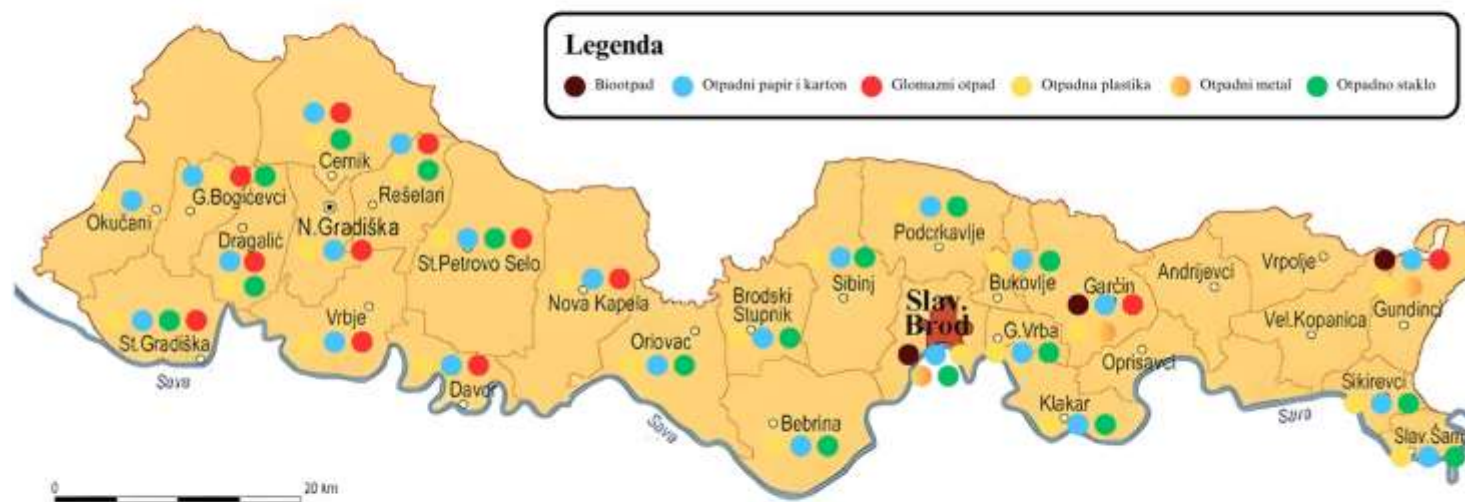 Legenda
Biootpad
Otpadni papir i karton
Glomazni otpad
Otpadna plastika
Otpadni metal
Otpadno staklo
Cernik
Rešetari
G.Bogićevci
Okučani
N.Gradiška
Dragalić
St.Petrovo Selo
Podcrkavlje
Sibinj
Bukovlje
Garčin
Andrijevci
Vrpolje
Gundinci
Nova Kapela
Brodski
Stupnik
Slav.
Brod
Vel.Kopanica
St.Gradiška
Vrbje
Oriovac
G.Vrba
Oprisavci
Sava
Davor
Sikirevci
Klakar
Sava
Sava
Bebrina
Slav.Šam
0 20 km